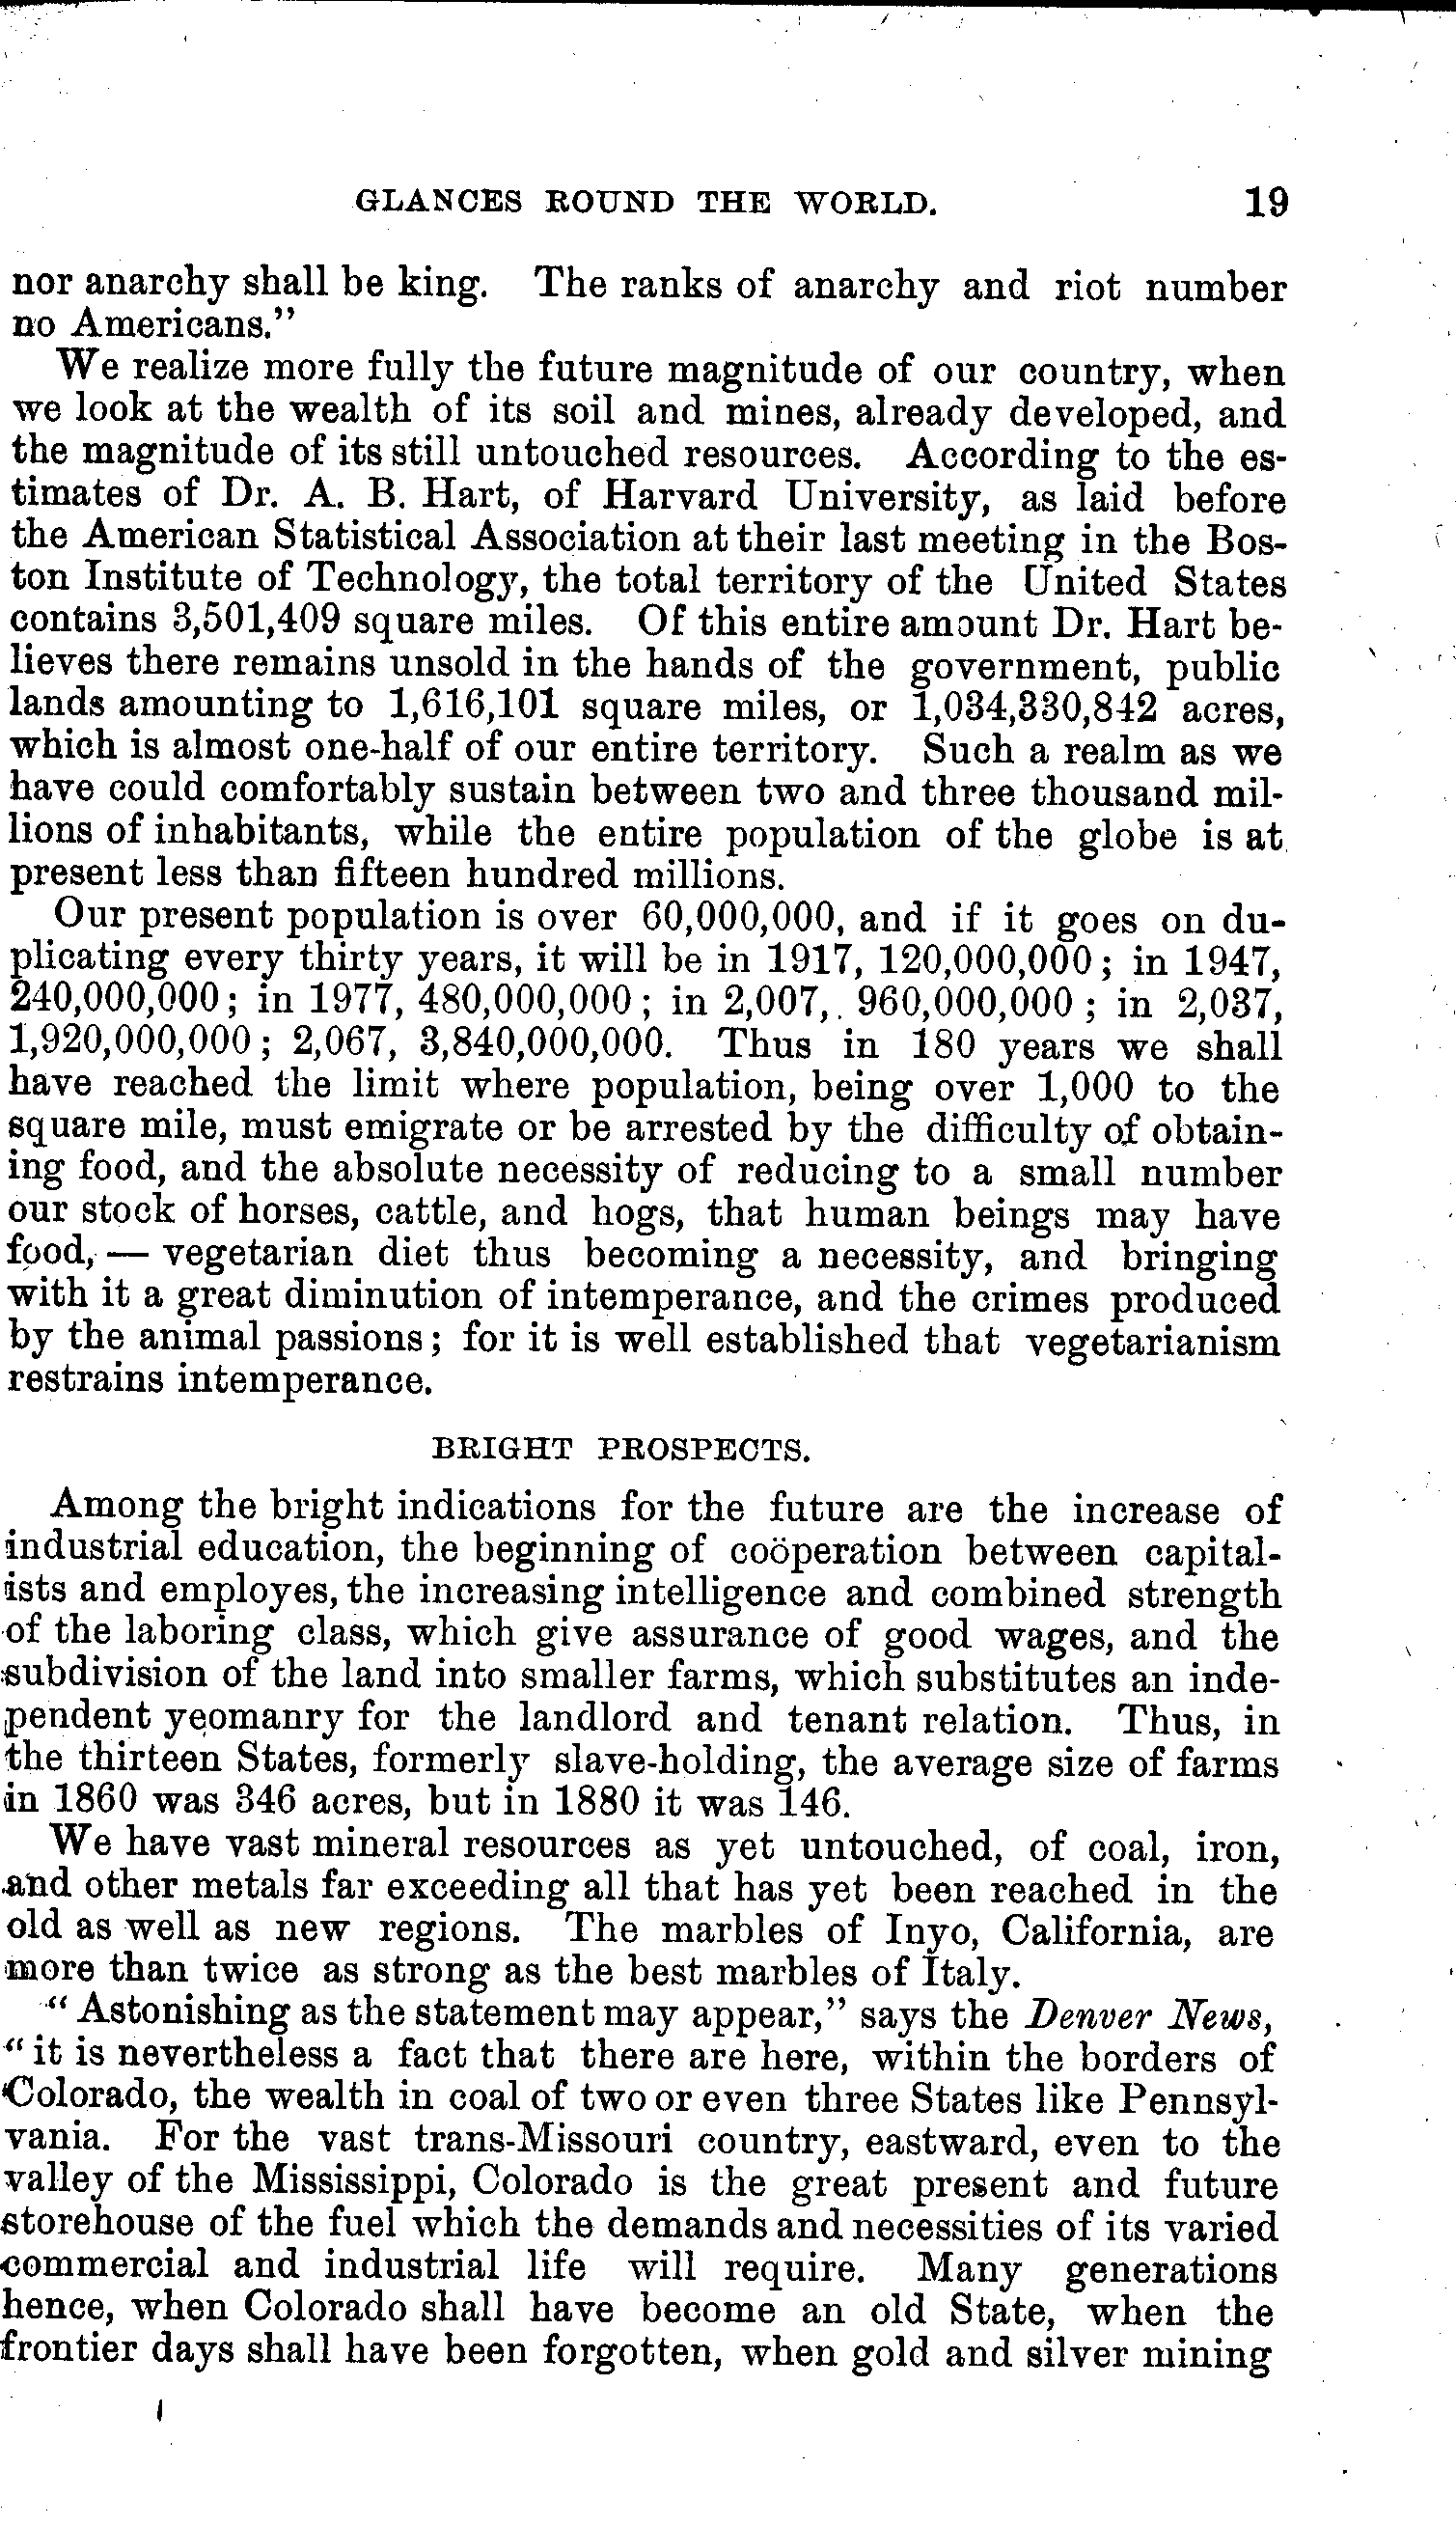 GLANCES ROUND THE WORLD. 19
nor anarchy shall be king. The ranks of anarchy and riot number
no Americans."
We realize more fully the future magnitude of our country, when
we look at the wealth of its soil and mines, already developed, and
the magnitude of its still untouched resources. According to the es-
timates of Dr. A. B. Hart, of Harvard University, as laid before
the American Statistical Association at their last meeting in the Bos-
ton Institute of Technology, the total territory of the United States
contains 3,501,409 square miles. Of this entire amount Dr. Hart be-
lieves there remains unsold in the hands of the government, public
lands amounting to 1,616,101 square miles, or 1,034,330,842 acres,
which is almost one-half of our entire territory. Such a realm as we
have could comfortably sustain between two and three thousand mil-
lions of inhabitants, while the entire population of the globe is at
present less than fifteen hundred millions.
Our present population is over 60,000,000, and if it goes on du-
plicating every thirty years, it will be in 1917, 120,000,000; in 1947,
240,000,000; in 1977, 480,000,000; in 2,007, 960,000,000; in 2,037,
1,920,000,000; 2,067, 3,840,000,000. Thus in 180 years we shall
have reached the limit where population, being over 1,000 to the
square mile, must emigrate or be arrested by the difficulty of obtain-
ing food, and the absolute necessity of reducing to a small number
our stock of horses, cattle, and hogs, that human beings may have
food, — vegetarian diet thus becoming a necessity, and bringing
with it a great diminution of intemperance, and the crimes produced
by the animal passions; for it is well established that vegetarianism
restrains intemperance.
BRIGHT PROSPECTS.
Among the bright indications for the future are the increase of
industrial education, the beginning of coöperation between capital-
ists and employes, the increasing intelligence and combined strength
of the laboring class, which give assurance of good wages, and the
subdivision of the land into smaller farms, which substitutes an inde-
pendent yeomanry for the landlord and tenant relation. Thus, in
the thirteen States, formerly slave-holding, the average size of farms
in 1860 was 346 acres, but in 1880 it was 146.
We have vast mineral resources as yet untouched, of coal, iron,
and other metals far exceeding all that has yet been reached in the
old as well as new regions. The marbles of Inyo, California, are
more than twice as strong as the best marbles of Italy.
"Astonishing as the statement may appear," says the Denver News,
"it is nevertheless a fact that there are here, within the borders of
Colorado, the wealth in coal of two or even three States like Pennsyl-
vania. For the vast trans-Missouri country, eastward, even to the
valley of the Mississippi, Colorado is the great present and future
storehouse of the fuel which the demands and necessities of its varied
commercial and industrial life will require. Many generations
hence, when Colorado shall have become an old State, when the
frontier days shall have been forgotten, when gold and silver mining